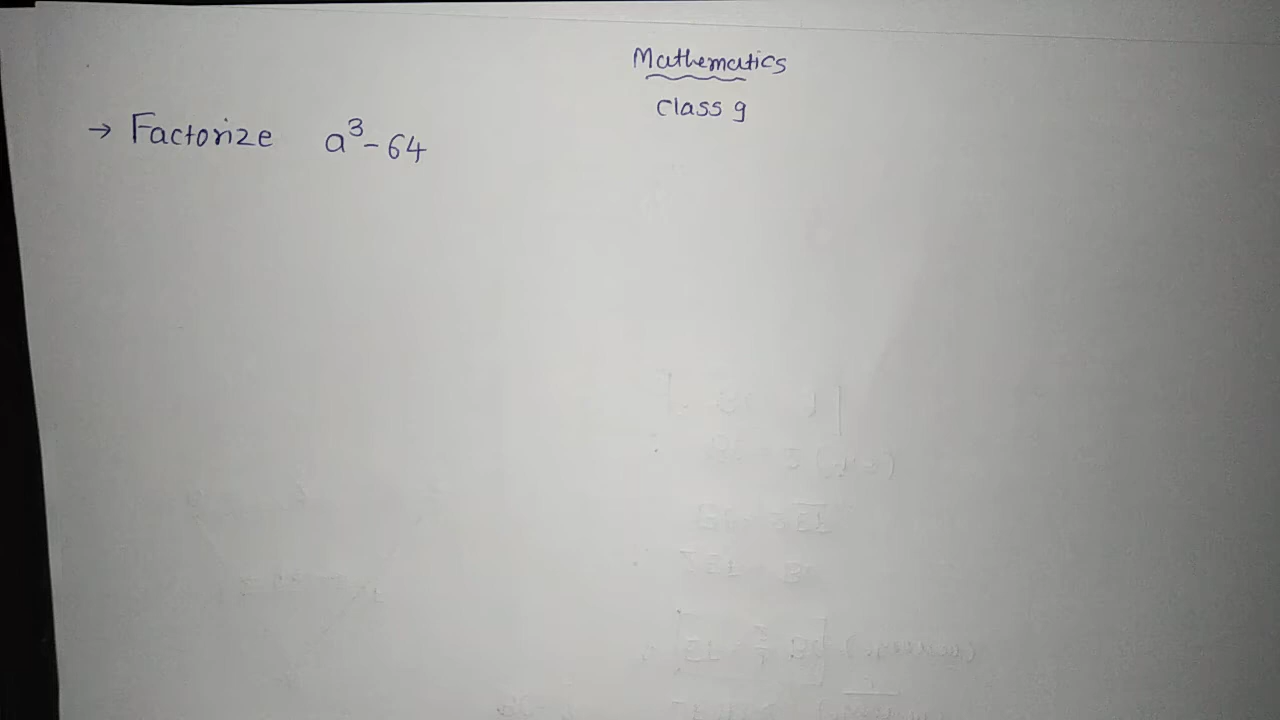 Mathematics
Class 9
→ Factorize a³-64